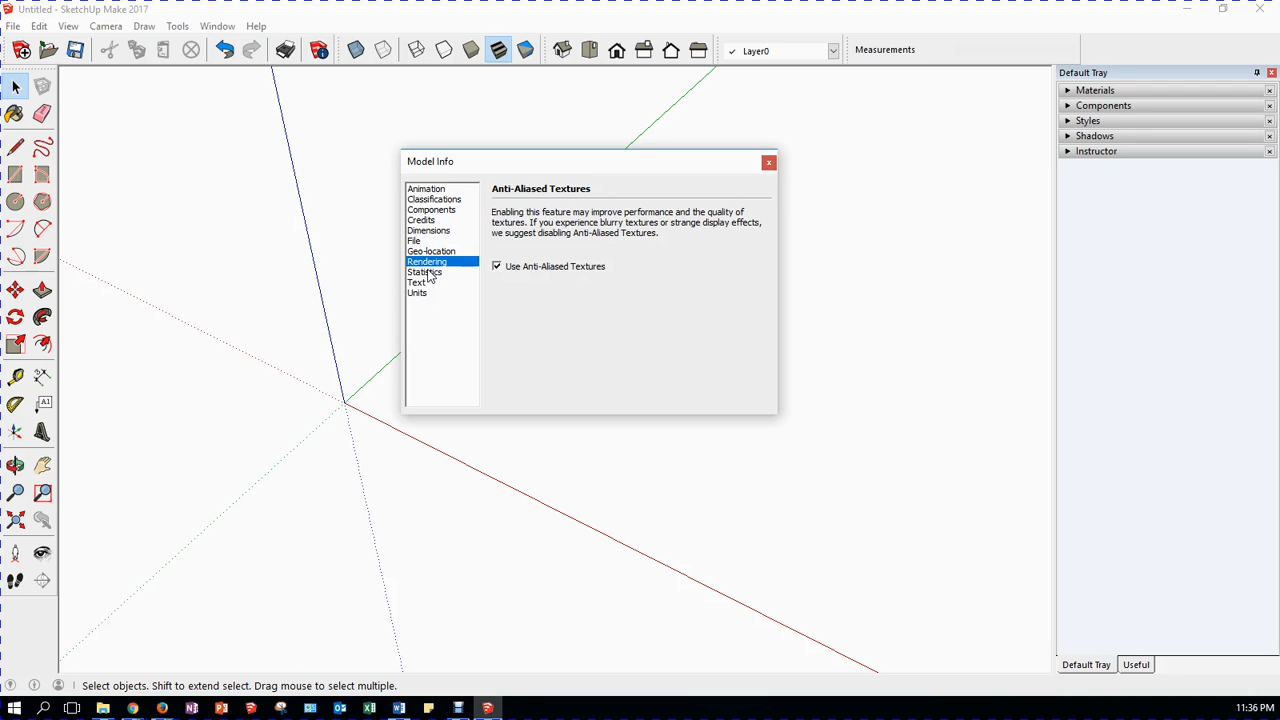 Untitled - SketchUp Make 2017
File Edit View Camera Draw Tools Window Help
Layer0
Measurements
Default Tray
Materials
Components
Styles
Shadows
Instructor
Model Info
Animation
Classifications
Components
Credits
Dimensions
File
Geo-location
Rendering
Statistics
Text
Units
Anti-Aliased Textures
Enabling this feature may improve performance and the quality of
textures. If you experience blurry textures or strange display effects,
we suggest disabling Anti-Aliased Textures.
Use Anti-Aliased Textures
A1
Default Tray Useful
Select objects. Shift to extend select. Drag mouse to select multiple.
11:36 PM